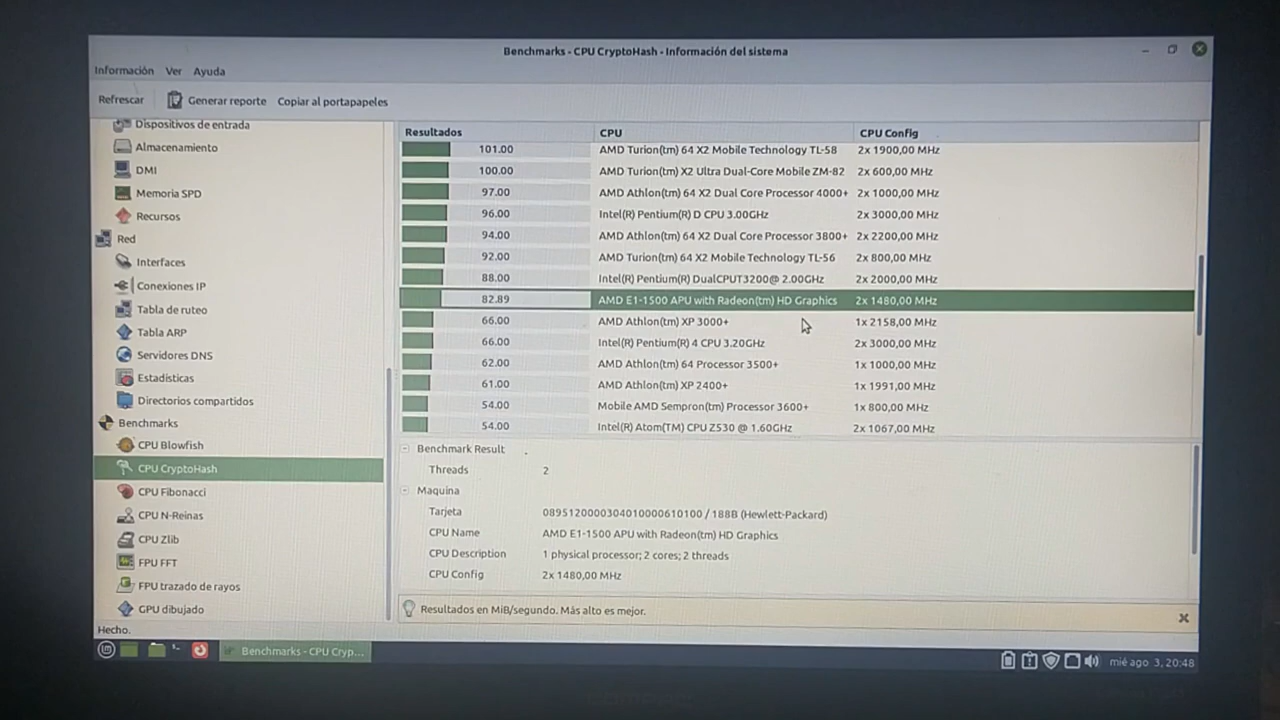 Benchmarks - CPU CryptoHash - Información del sistema
Información Ver Ayuda
Refrescar Generar reporte Copiar al portapapeles
Dispositivos de entrada
Almacenamiento
DMI
Memoria SPD
Recursos
Red
Interfaces
Conexiones IP
Tabla de ruteo
Tabla ARP
Servidores DNS
Estadísticas
Directorios compartidos
Benchmarks
CPU Blowfish
CPU CryptoHash
CPU Fibonacci
CPU N-Reinas
CPU Zlib
FPU FFT
FPU trazado de rayos
GPU dibujado
Resultados CPU CPU Config
101.00 AMD Turion(tm) 64 X2 Mobile Technology TL-58 2x 1900,00 MHz
100.00 AMD Turion(tm) X2 Ultra Dual-Core Mobile ZM-82 2x 600,00 MHz
97.00 AMD Athlon(tm) 64 X2 Dual Core Processor 4000+ 2x 1000,00 MHz
96.00 Intel(R) Pentium(R) D CPU 3.00GHz 2x 3000,00 MHz
94.00 AMD Athlon(tm) 64 X2 Dual Core Processor 3800+ 2x 2200,00 MHz
92.00 AMD Turion(tm) 64 X2 Mobile Technology TL-56 2x 800,00 MHz
88.00 Intel(R) Pentium(R) DualCPUT3200@ 2.00GHz 2x 2000,00 MHz
82.89 AMD E1-1500 APU with Radeon(tm) HD Graphics 2x 1480,00 MHz
66.00 AMD Athlon(tm) XP 3000+ 1x 2158,00 MHz
66.00 Intel(R) Pentium(R) 4 CPU 3.20GHz 2x 3000,00 MHz
62.00 AMD Athlon(tm) 64 Processor 3500+ 1x 1000,00 MHz
61.00 AMD Athlon(tm) XP 2400+ 1x 1991,00 MHz
54.00 Mobile AMD Sempron(tm) Processor 3600+ 1x 800,00 MHz
54.00 Intel(R) Atom(TM) CPU Z530 @ 1.60GHz 2x 1067,00 MHz
Benchmark Result
Threads 2
Maquina
Tarjeta 0895120000304010000610100 / 188B (Hewlett-Packard)
CPU Name AMD E1-1500 APU with Radeon(tm) HD Graphics
CPU Description 1 physical processor; 2 cores; 2 threads
CPU Config 2x 1480,00 MHz
Resultados en MiB/segundo. Más alto es mejor.
Hecho.
Benchmarks - CPU Cryp...
mié ago 3, 20:48